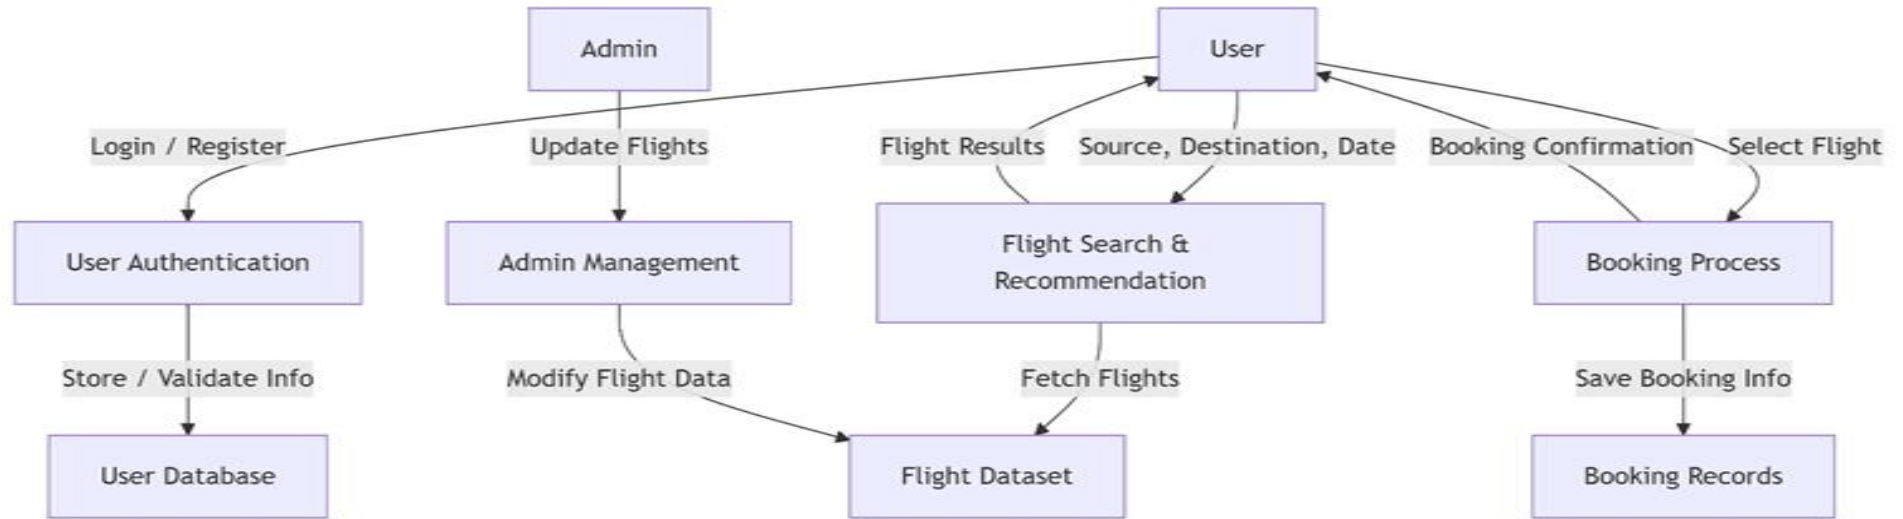 Admin
User
Login / Register
Update Flights
Flight Results
Source, Destination, Date
Booking Confirmation
Select Flight
User Authentication
Admin Management
Flight Search &
Recommendation
Booking Process
Store / Validate Info
Modify Flight Data
Fetch Flights
Save Booking Info
User Database
Flight Dataset
Booking Records